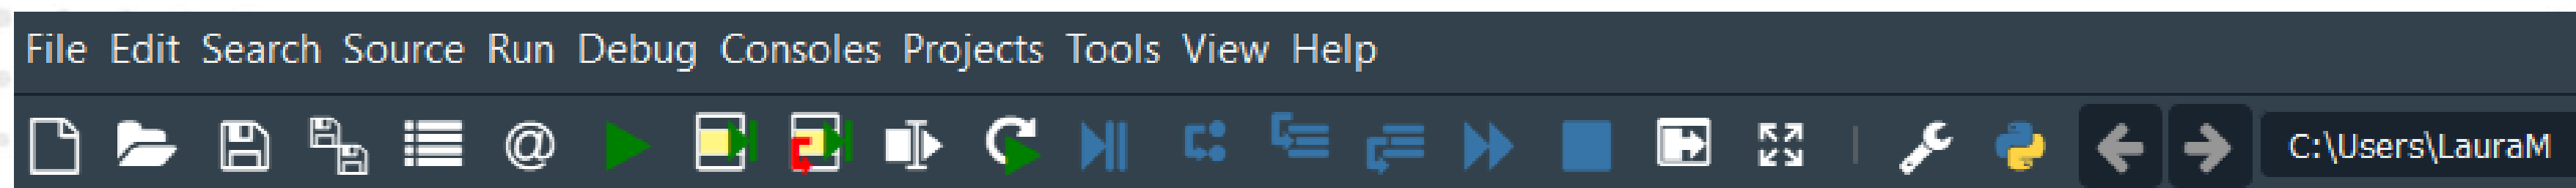 File Edit Search Source Run Debug Consoles Projects Tools View Help
@ C:\Users\LauraM